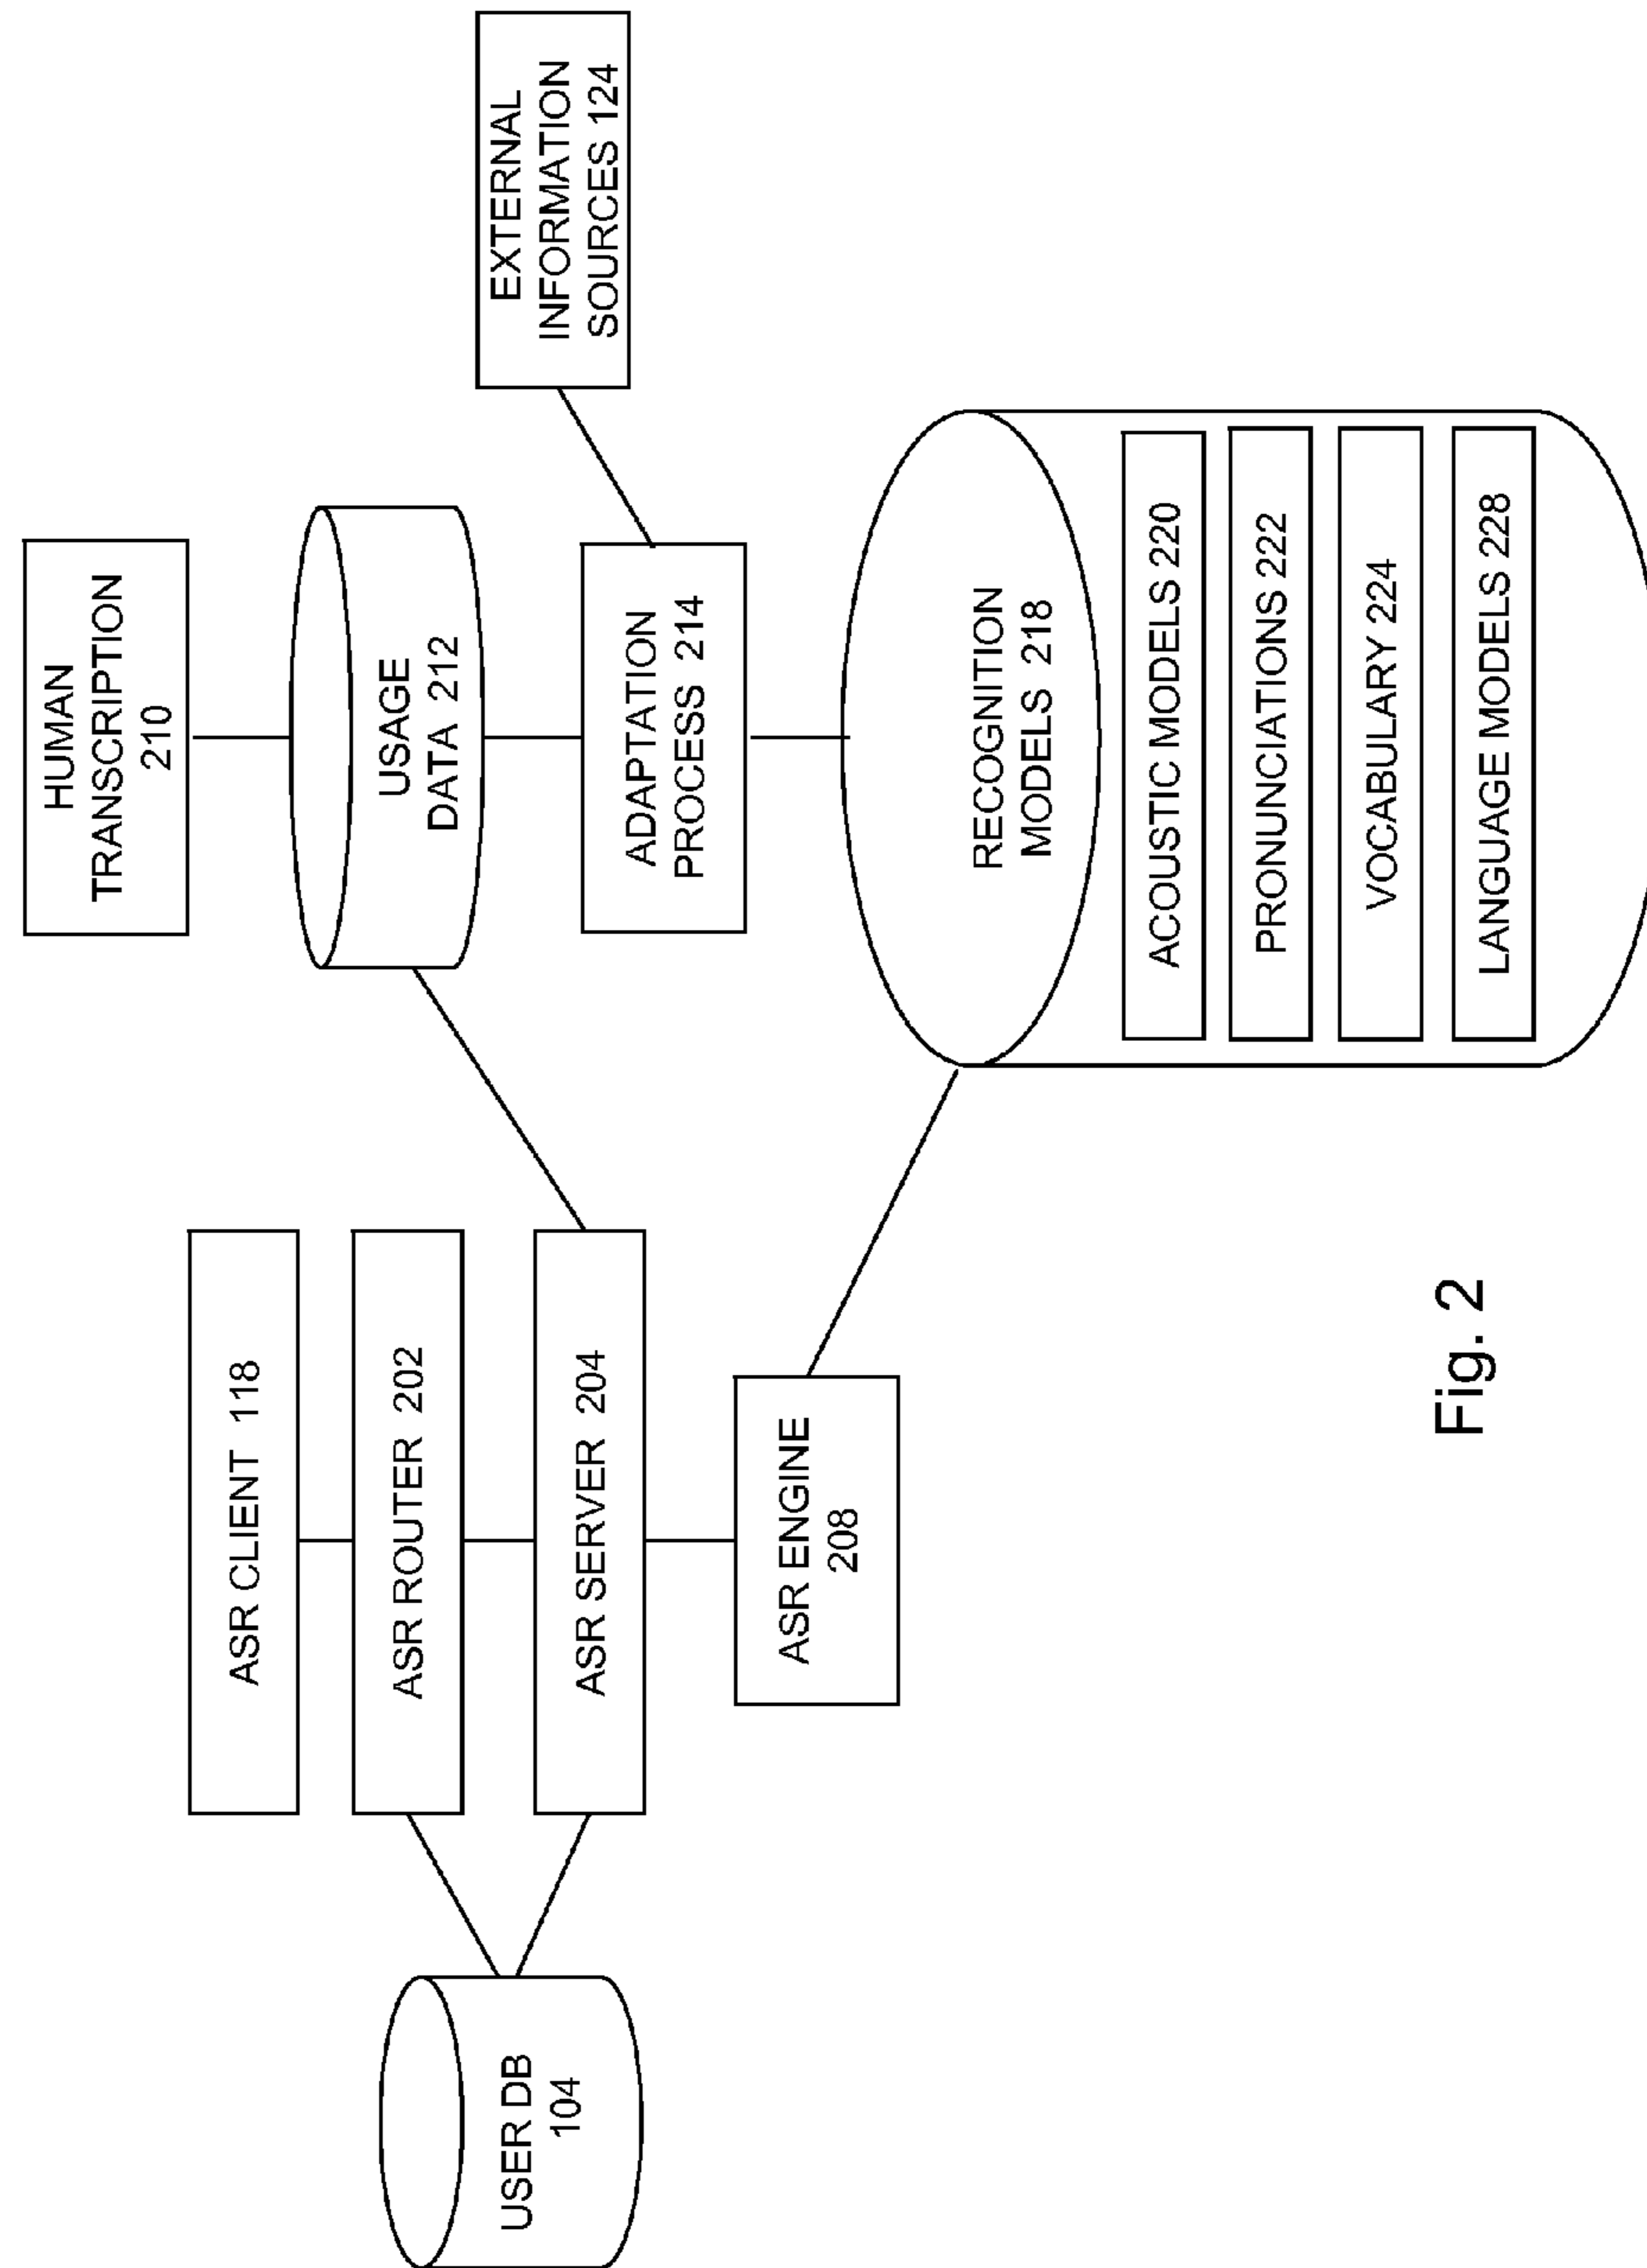 HUMAN
TRANSCRIPTION
210
USAGE
DATA 212
EXTERNAL
INFORMATION
SOURCES 124
ADAPTATION
PROCESS 214
ASR CLIENT 118
ASR ROUTER 202
ASR SERVER 204
ASR ENGINE
208
USER DB
104
RECOGNITION
MODELS 218
ACOUSTIC MODELS 220
PRONUNCIATIONS 222
VOCABULARY 224
LANGUAGE MODELS 228
Fig. 2